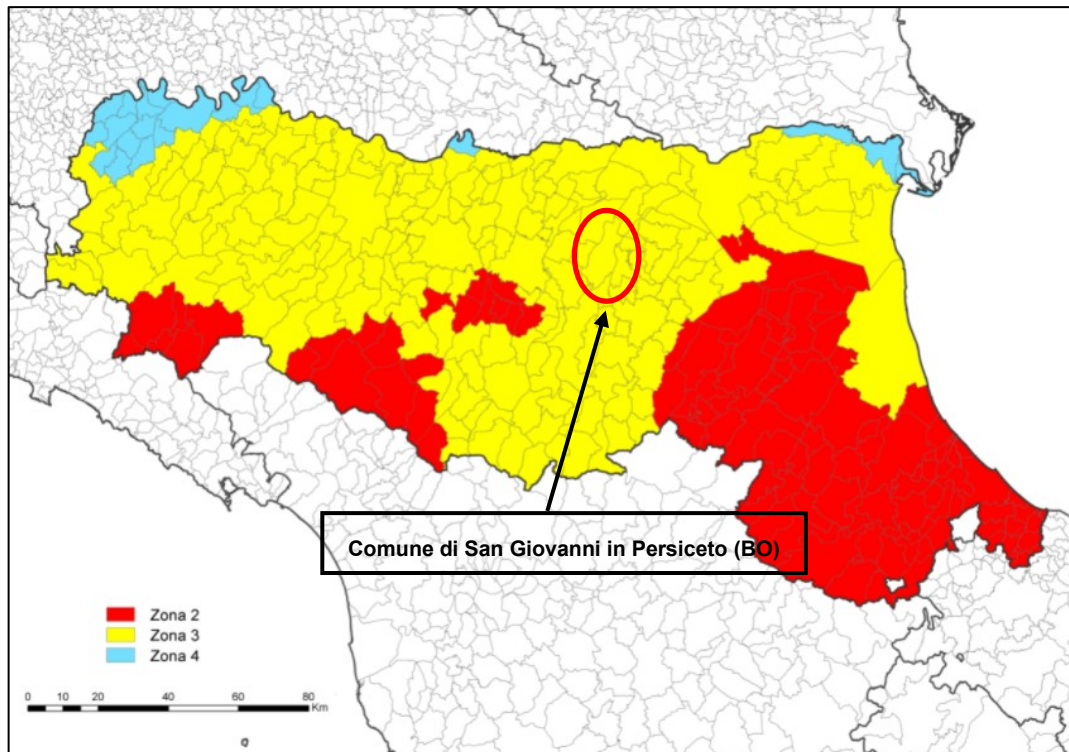 Comune di San Giovanni in Persiceto (BO)
Zona 2
Zona 3
Zona 4
0 10 20 40 60 80
Km